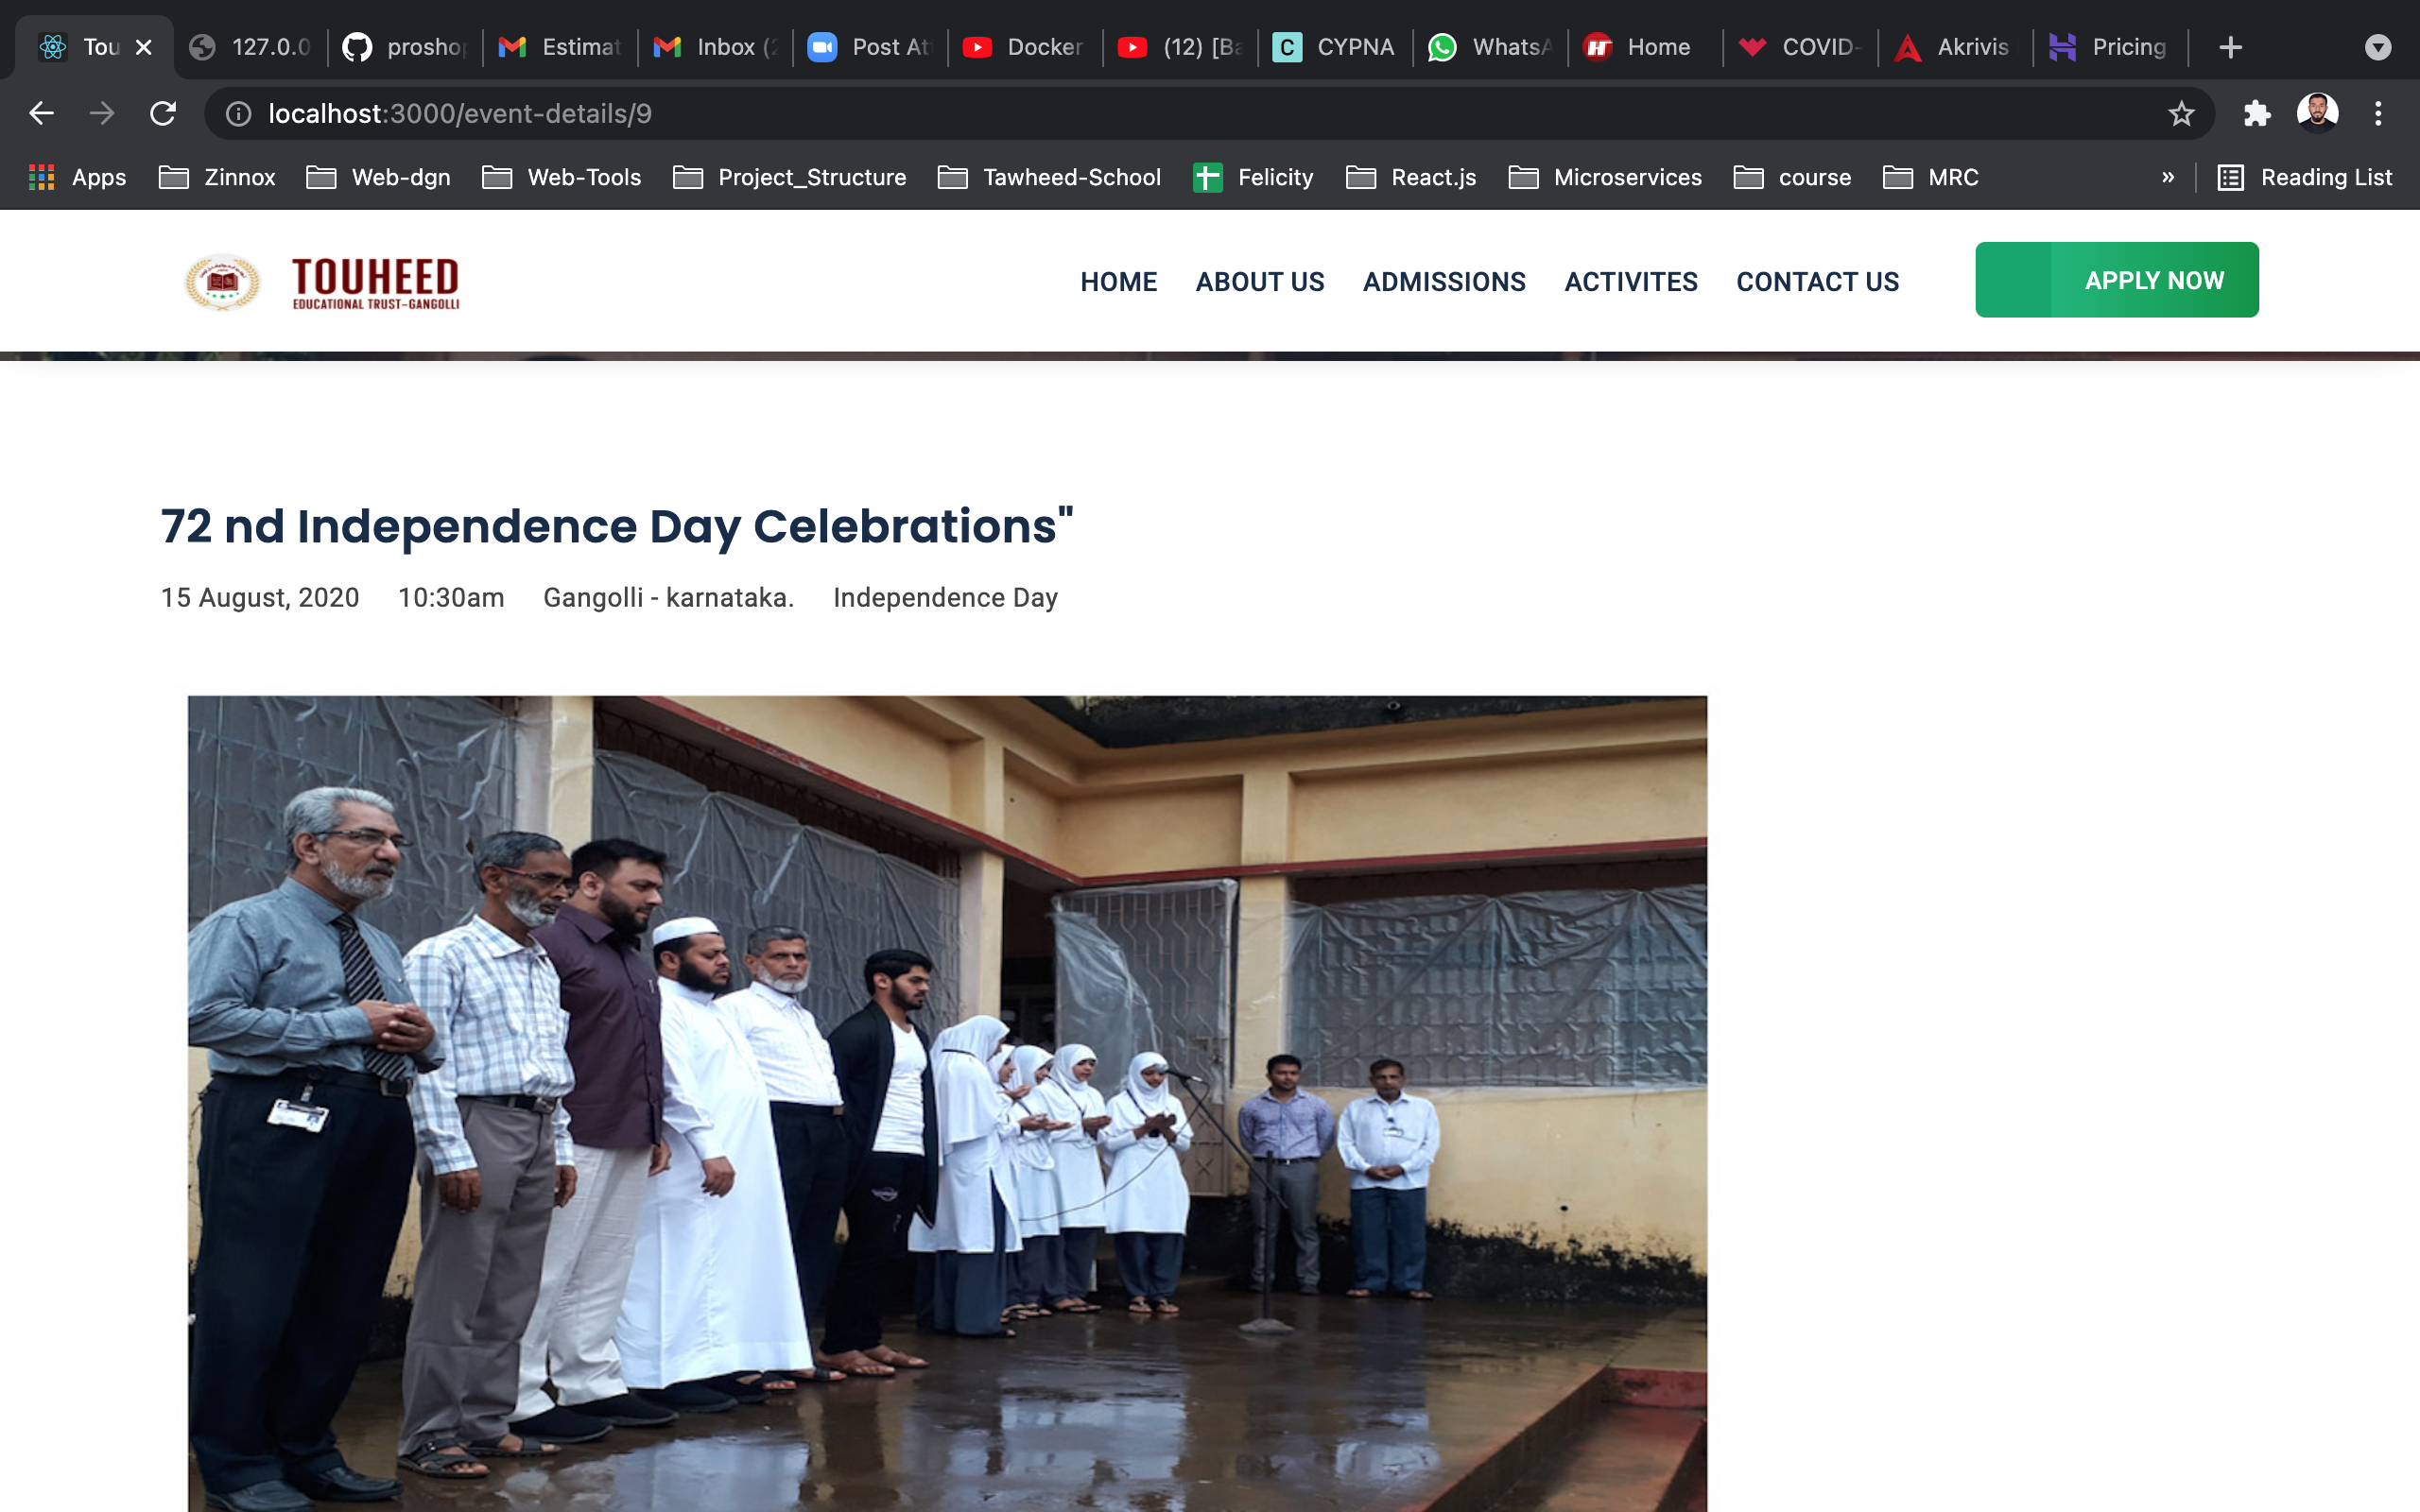 Tou 127.0.0 proshop Estimat Inbox (2 Post At Docker (12) [Ba CYPNA WhatsA Home COVID- Akrivis Pricing
localhost:3000/event-details/9
Apps Zinnox Web-dgn Web-Tools Project_Structure Tawheed-School Felicity React.js Microservices course MRC » Reading List
TOUHEED
EDUCATIONAL TRUST-GANGOLLI
HOME ABOUT US ADMISSIONS ACTIVITES CONTACT US APPLY NOW
72 nd Independence Day Celebrations"
15 August, 2020 10:30am Gangolli - karnataka. Independence Day